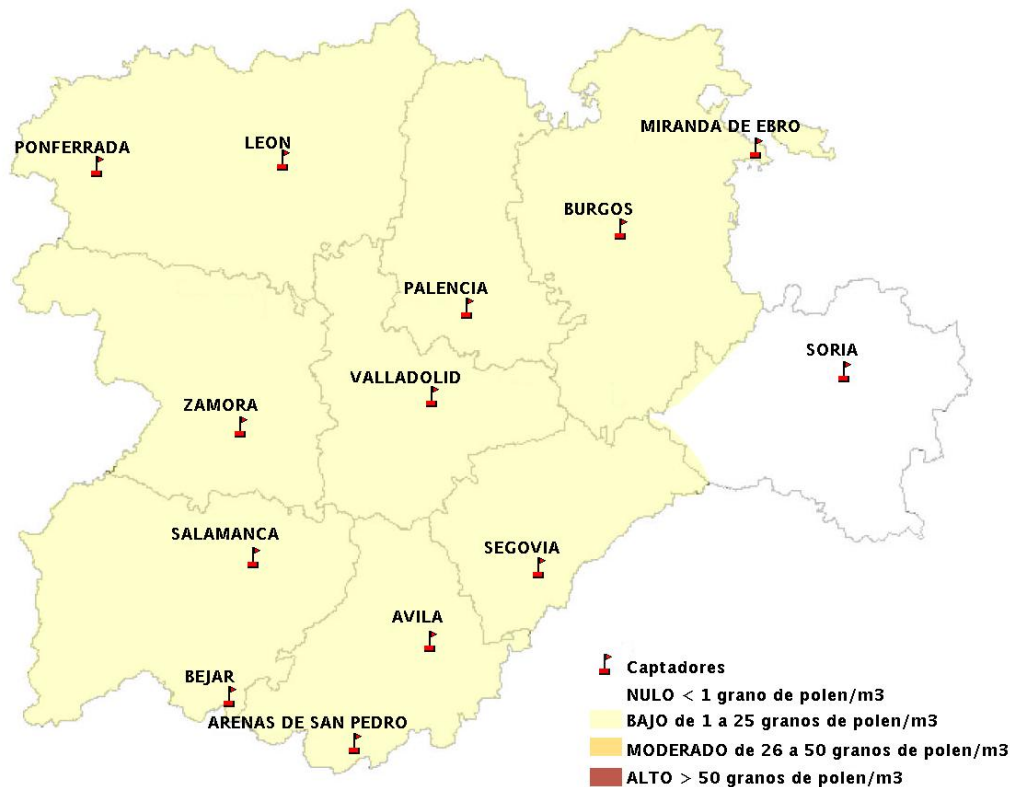 MIRANDA DE EBRO
PONFERRADA
LEON
BURGOS
PALENCIA
SORIA
VALLADOLID
ZAMORA
SALAMANCA
SEGOVIA
AVILA
BEJAR
ARENAS DE SAN PEDRO
Captadores
NULO < 1 grano de polen/m3
BAJO de 1 a 25 granos de polen/m3
MODERADO de 26 a 50 granos de polen/m3
ALTO > 50 granos de polen/m3